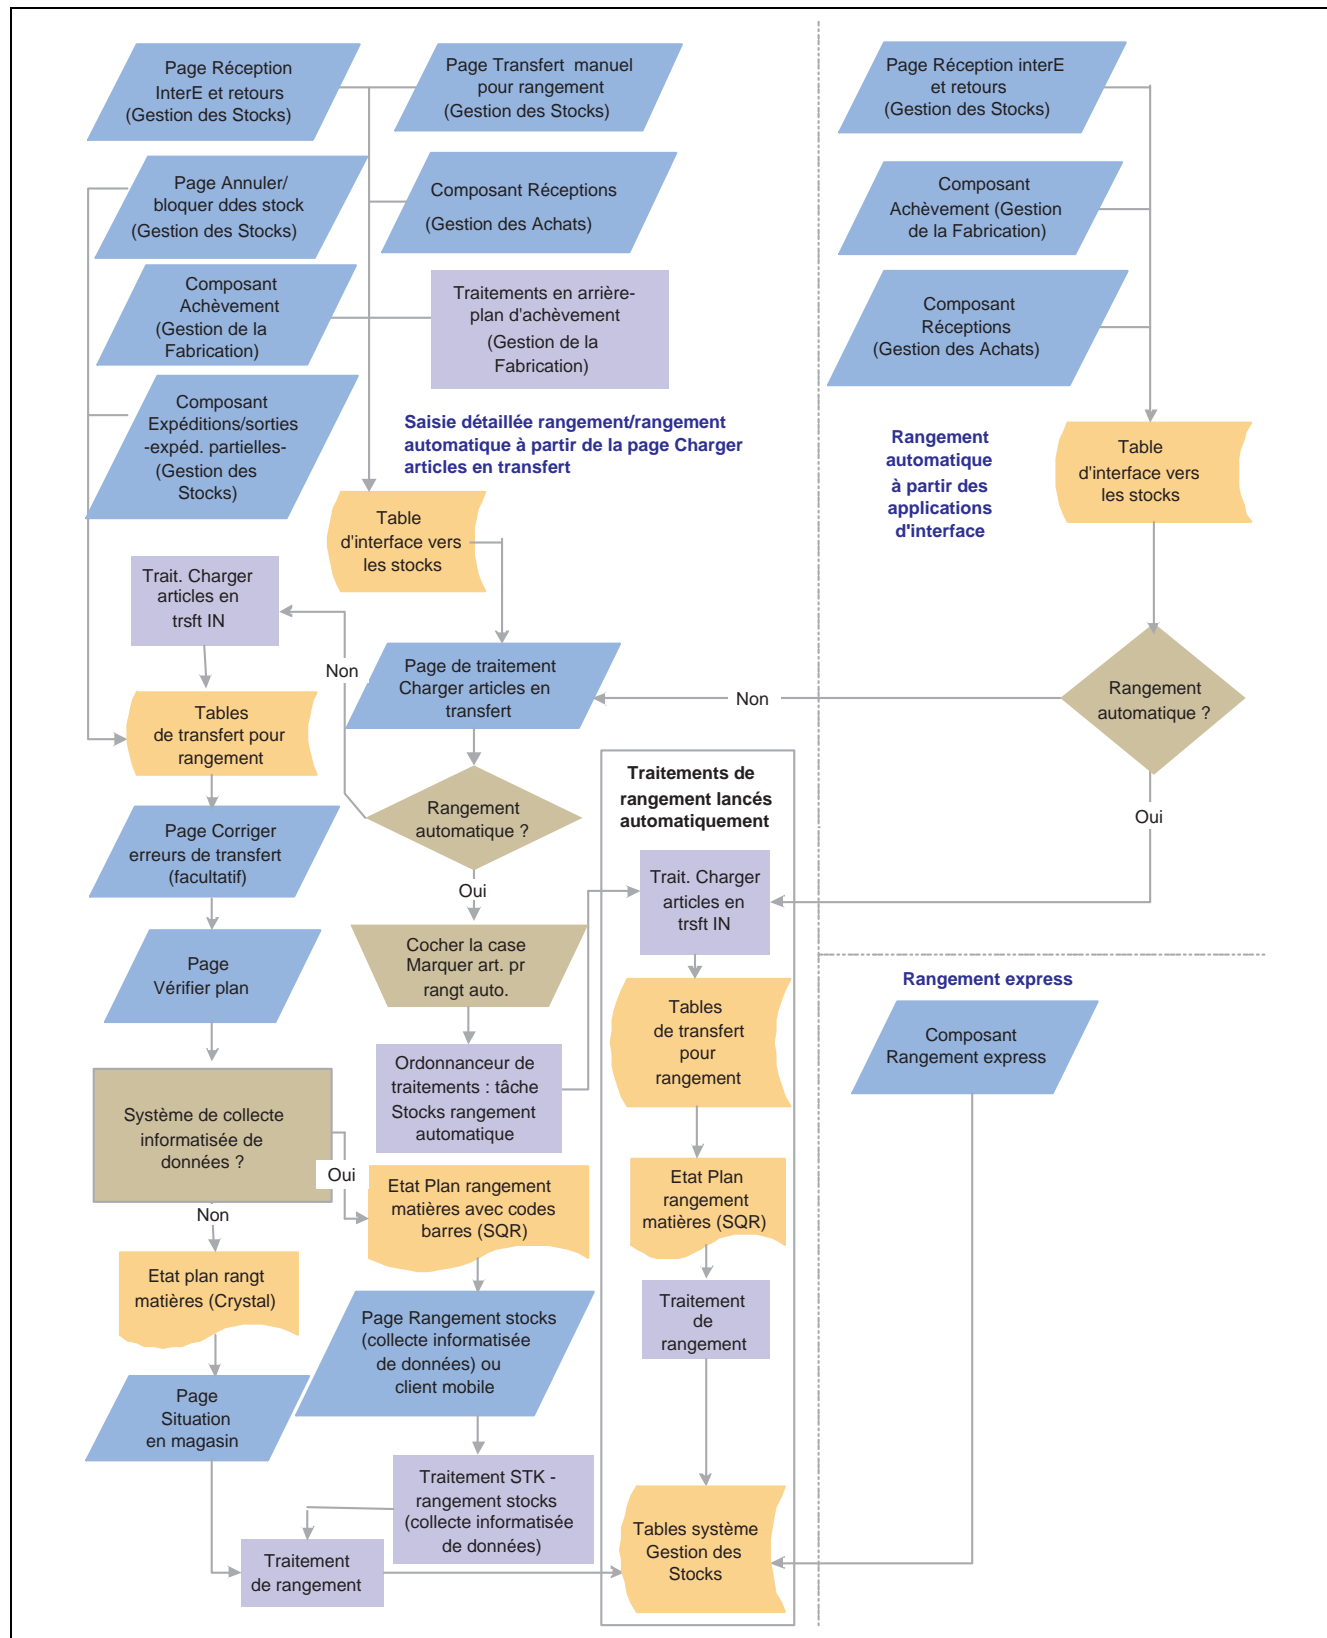 Page Réception
InterE et retours
(Gestion des Stocks)
Page Transfert manuel
pour rangement
(Gestion des Stocks)
Page Annuler/
bloquer ddes stock
(Gestion des Stocks)
Composant Réceptions
(Gestion des Achats)
Composant
Achèvement
(Gestion de la
Fabrication)
Traitements en arrière-
plan d'achèvement
(Gestion de la
Fabrication)
Composant
Expéditions/sorties
-expéd. partielles-
(Gestion des
Stocks)
Saisie détaillée rangement/rangement
automatique à partir de la page Charger
articles en transfert
Table
d'interface vers
les stocks
Trait. Charger
articles en
trsft IN
Non
Page de traitement
Charger articles en
transfert
Tables
de transfert pour
rangement
Rangement
automatique ?
Page Corriger
erreurs de transfert
(facultatif)
Oui
Cocher la case
Marquer art. pr
rangt auto.
Page
Vérifier plan
Ordonnanceur de
traitements : tâche
Stocks rangement
automatique
Système de collecte
informatisée de
données ?
Oui
Non
Etat Plan rangement
matières avec codes
barres (SQR)
Etat plan rangt
matières (Crystal)
Page Rangement stocks
(collecte informatisée
de données) ou
client mobile
Page
Situation
en magasin
Traitement STK -
rangement stocks
(collecte informatisée
de données)
Traitement
de rangement
Traitements de
rangement lancés
automatiquement
Trait. Charger
articles en
trsft IN
Tables
de transfert
pour
rangement
Etat Plan
rangement
matières (SQR)
Traitement
de
rangement
Tables système
Gestion des
Stocks
Page Réception interE
et retours
(Gestion des Stocks)
Composant
Achèvement (Gestion
de la Fabrication)
Composant
Réceptions
(Gestion des Achats)
Rangement
automatique
à partir des
applications
d'interface
Table
d'interface vers
les stocks
Rangement
automatique ?
Non
Oui
Rangement express
Composant
Rangement express